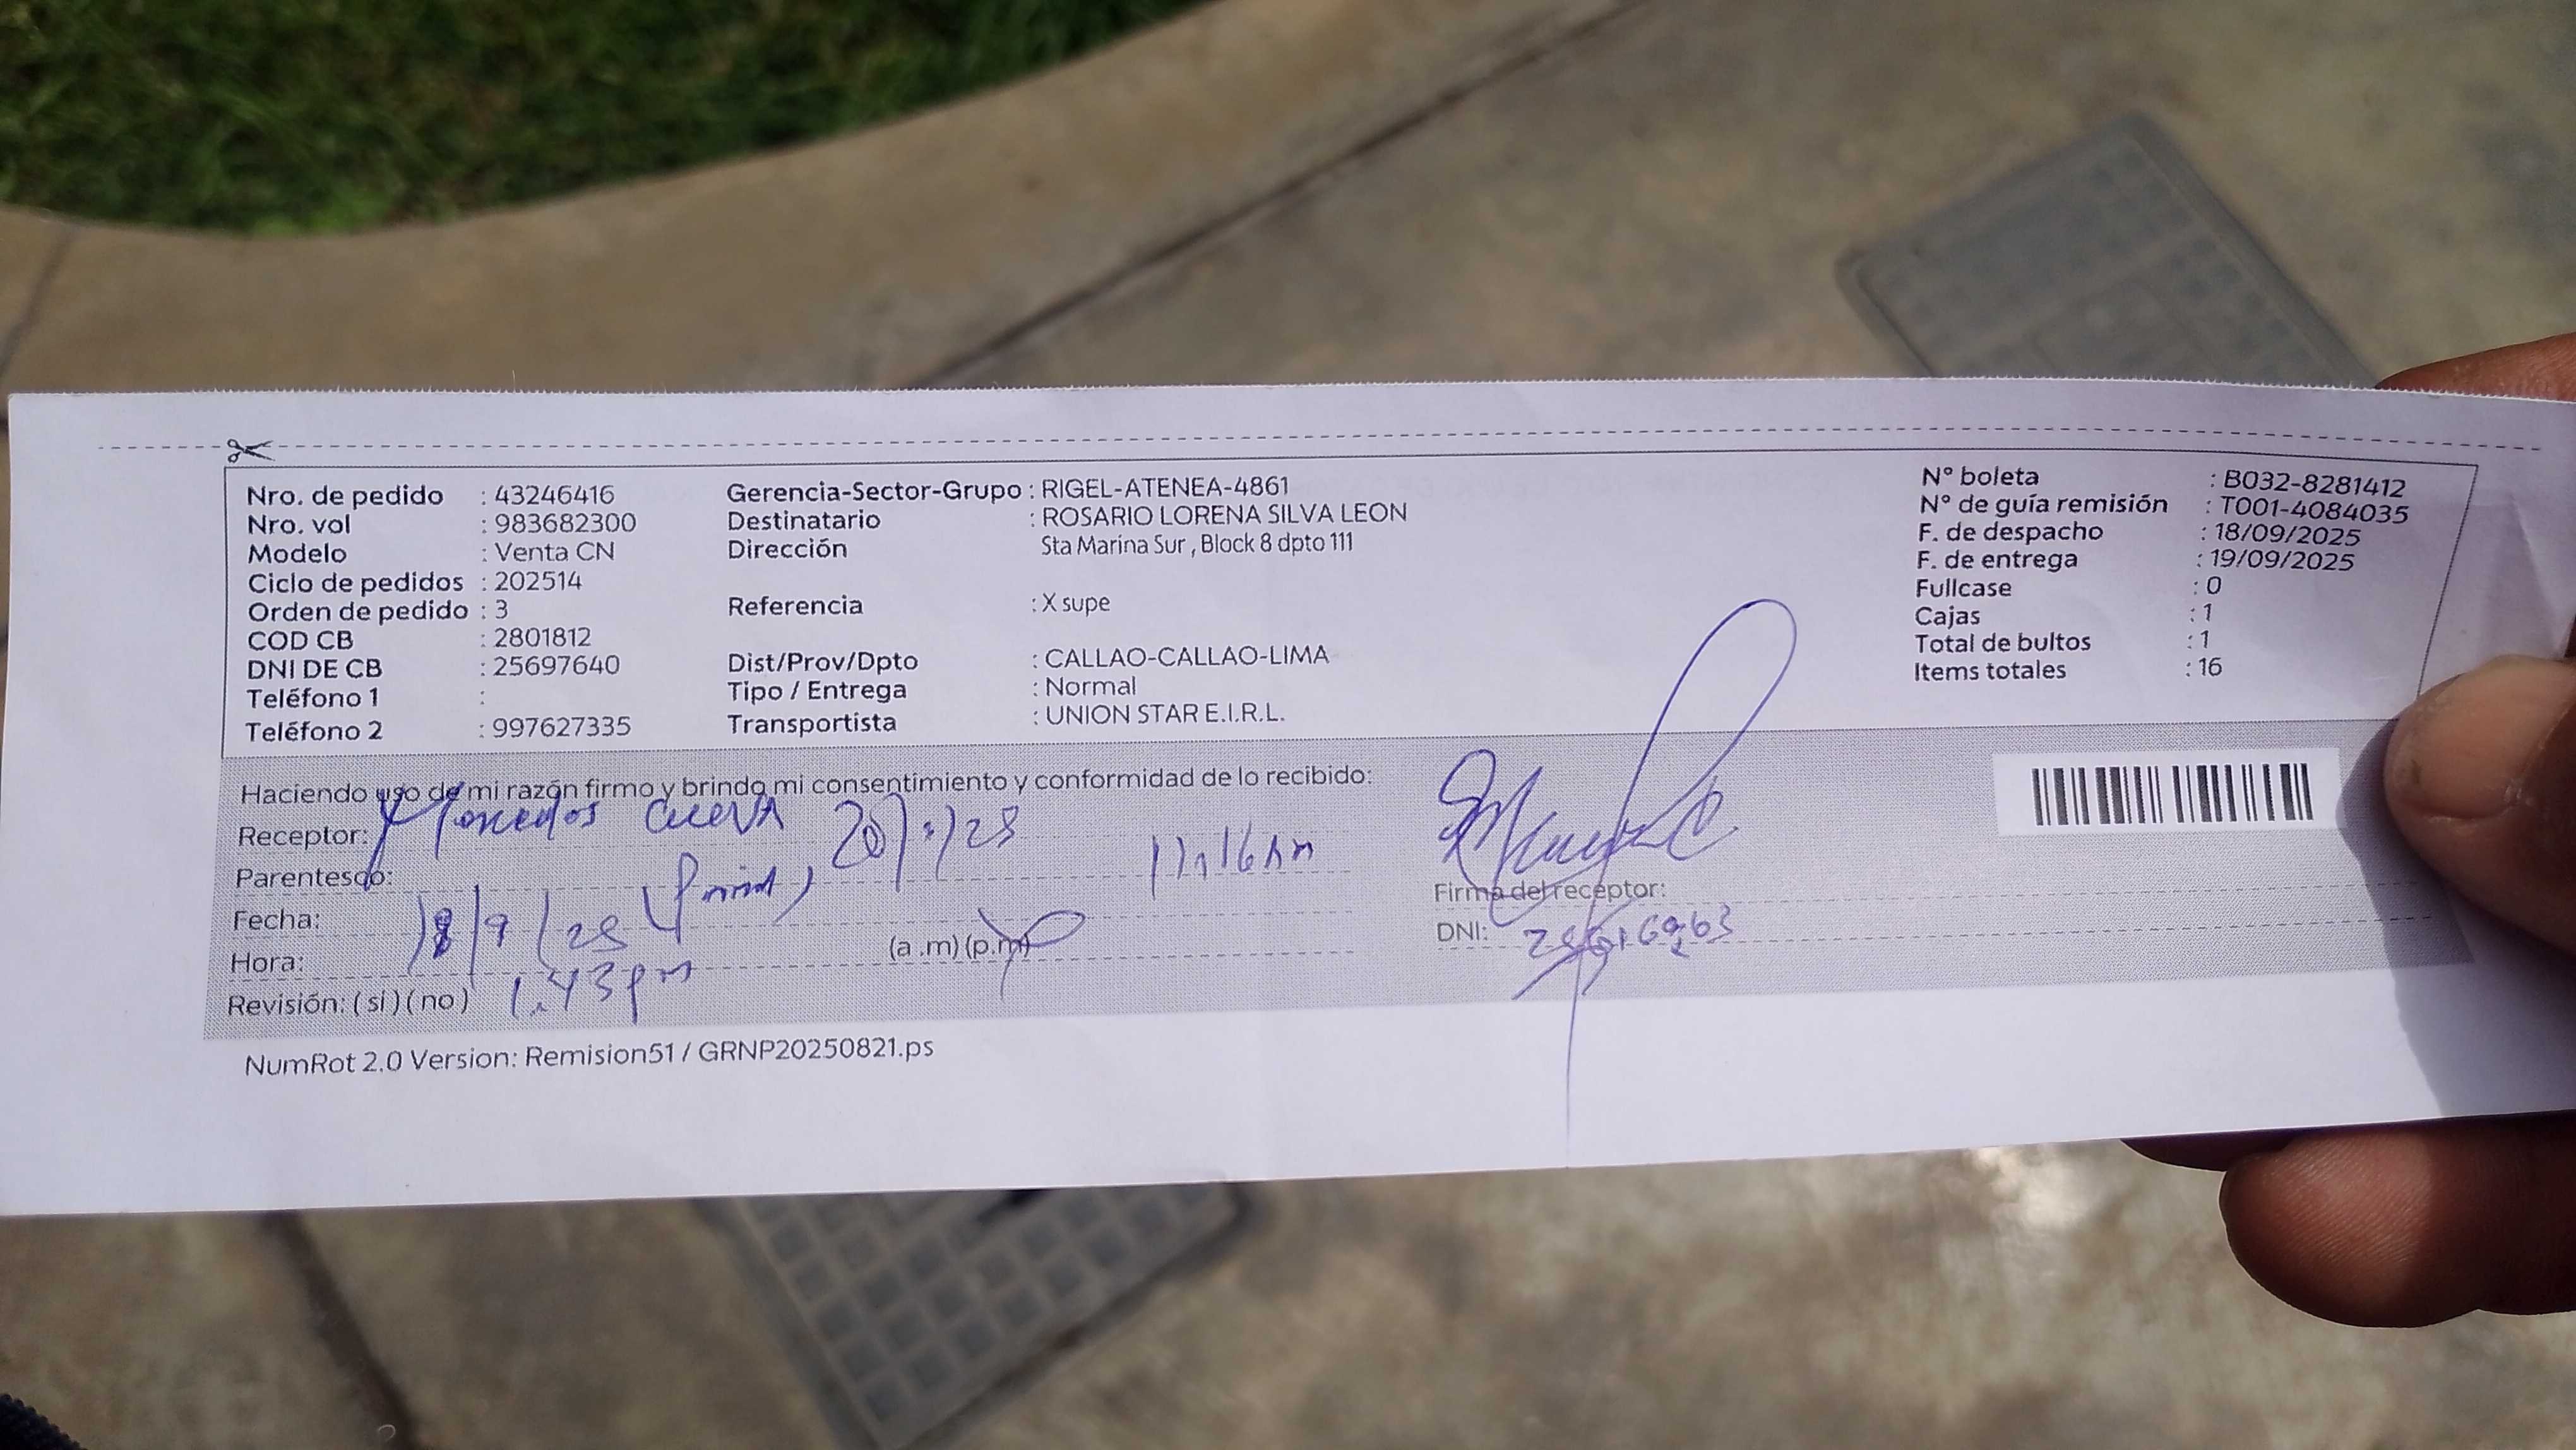 Nro. de pedido : 43246416
Nro. vol : 983682300
Modelo : Venta CN
Ciclo de pedidos : 202514
Orden de pedido : 3
COD CB : 2801812
DNI DE CB : 25697640
Teléfono 1 :
Teléfono 2 : 997627335
Gerencia-Sector-Grupo : RIGEL-ATENEA-4861
Destinatario : ROSARIO LORENA SILVA LEON
Dirección Sta Marina Sur , Block 8 dpto 111
Referencia : X supe
Dist/Prov/Dpto : CALLAO-CALLAO-LIMA
Tipo / Entrega : Normal
Transportista : UNION STAR E.I.R.L.
N° boleta : B032-8281412
N° de guía remisión : T001-4084035
F. de despacho : 18/09/2025
F. de entrega : 19/09/2025
Fullcase : 0
Cajas : 1
Total de bultos : 1
Items totales : 16
Haciendo uso de mi razón firmo y brindo mi consentimiento y conformidad de lo recibido:
Receptor: Cueva
Parentesco:
Fecha: 18/9/25
Hora: (a .m) (p.m)
Revisión: ( si ) ( no ) 1.43pm
Firma del receptor:
DNI:
NumRot 2.0 Version: Remision51 / GRNP20250821.ps